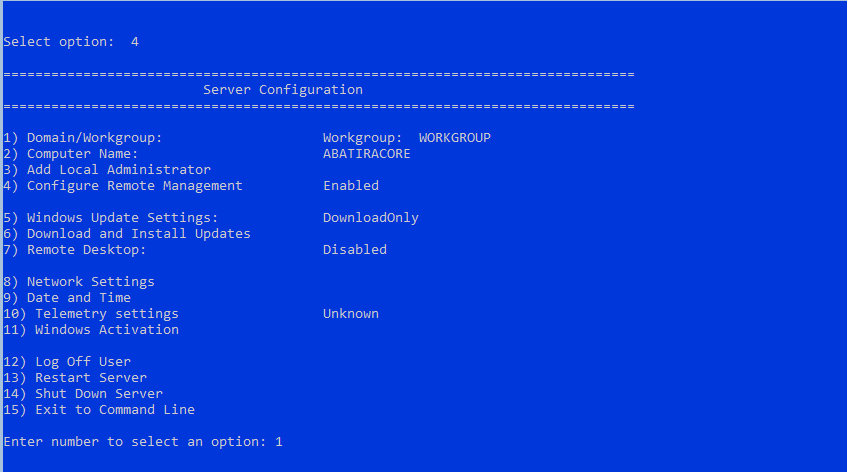 Select option:  4
===============================================================================
                         Server Configuration
===============================================================================
1) Domain/Workgroup:                    Workgroup:  WORKGROUP
2) Computer Name:                       ABATIRACORE
3) Add Local Administrator
4) Configure Remote Management          Enabled
5) Windows Update Settings:             DownloadOnly
6) Download and Install Updates
7) Remote Desktop:                      Disabled
8) Network Settings
9) Date and Time
10) Telemetry settings                  Unknown
11) Windows Activation
12) Log Off User
13) Restart Server
14) Shut Down Server
15) Exit to Command Line
Enter number to select an option: 1